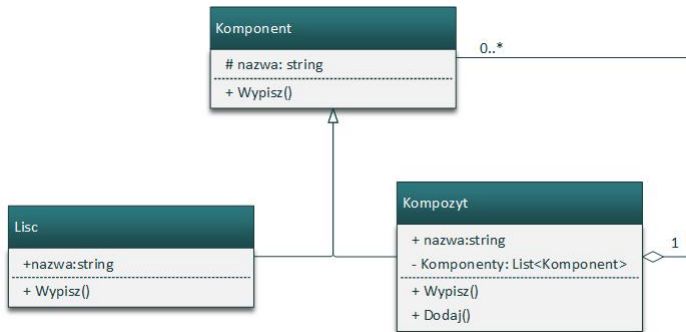 Komponent
# nazwa: string
+ Wypisz()
0..*
Lisc
+nazwa:string
+ Wypisz()
Kompozyt
+ nazwa:string
- Komponenty: List<Komponent>
+ Wypisz()
+ Dodaj()
1